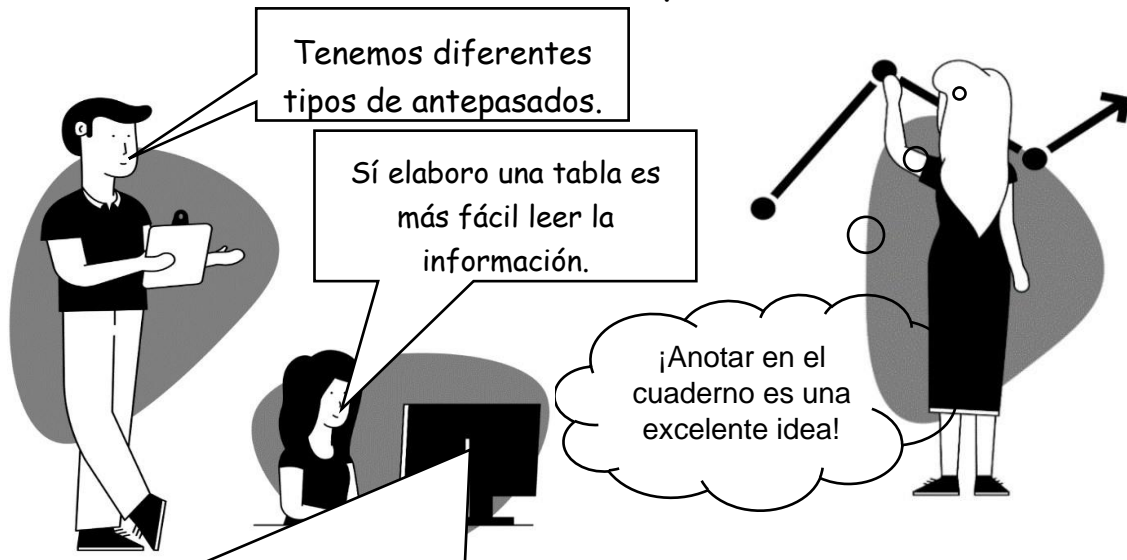 Tenemos diferentes
tipos de antepasados.
Sí elaboro una tabla es
más fácil leer la
información.
¡Anotar en el
cuaderno es una
excelente idea!